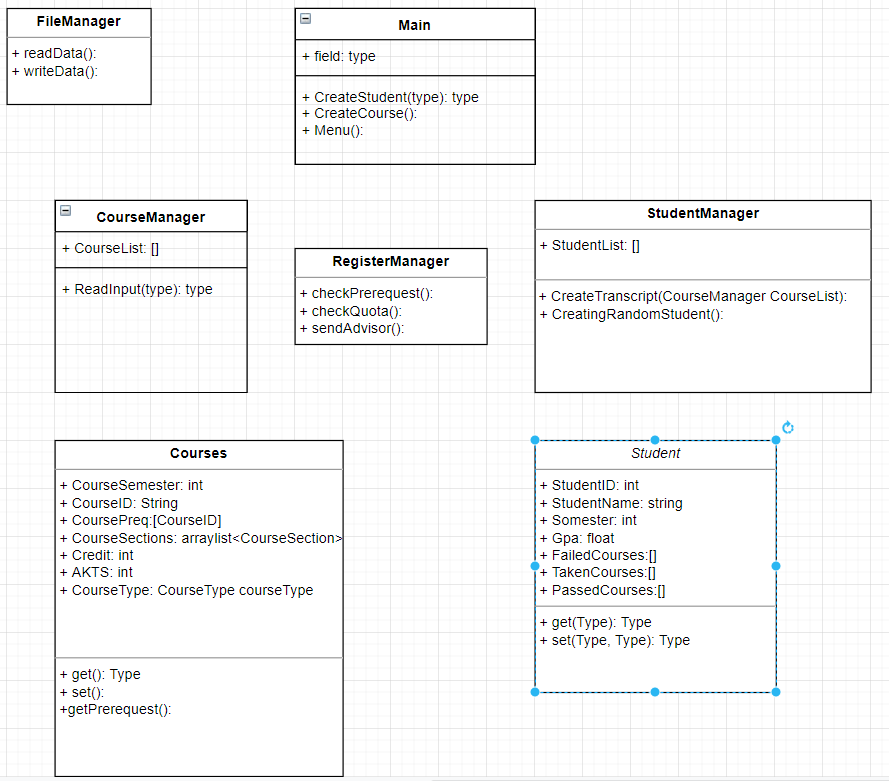 FileManager
+ readData():
+ writeData():
Main
+ field: type
+ CreateStudent(type): type
+ CreateCourse():
+ Menu():
CourseManager
+ CourseList: []
+ ReadInput(type): type
RegisterManager
+ checkPrerequest():
+ checkQuota():
+ sendAdvisor():
StudentManager
+ StudentList: []
+ CreateTranscript(CourseManager CourseList):
+ CreatingRandomStudent():
Courses
+ CourseSemester: int
+ CourseID: String
+ CousePreq:[CourseID]
+ CourseSections: arraylist<CourseSection>
+ Credit: int
+ AKTS: int
+ CourseType: CourseType courseType
+ get(): Type
+ set():
+getPrerequest():
Student
+ StudentID: int
+ StudentName: string
+ Somester: int
+ Gpa: float
+ FailedCourses:[]
+ TakenCourses:[]
+ PassedCourses:[]
+ get(Type): Type
+ set(Type, Type): Type